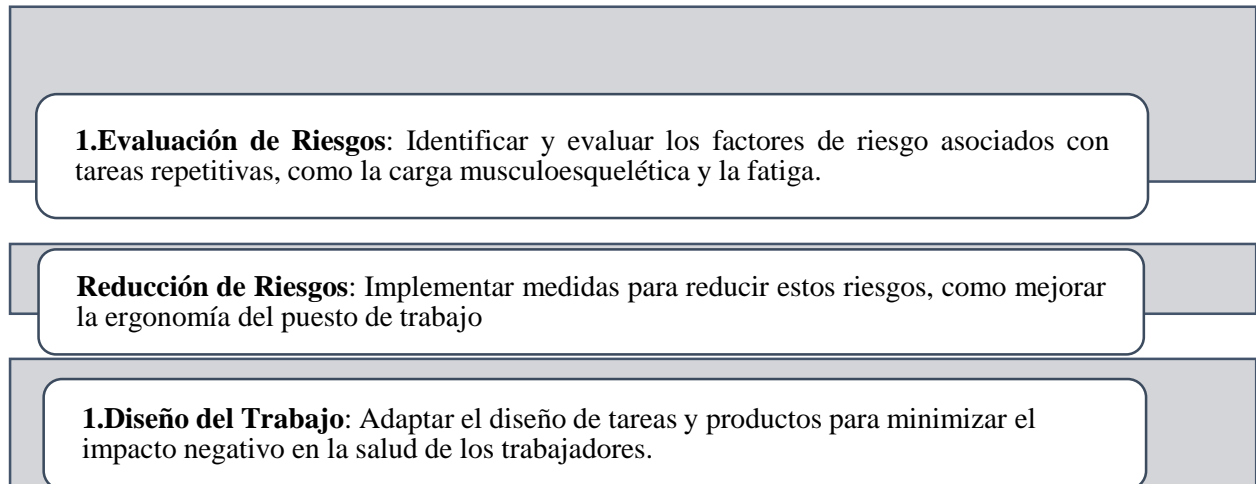 1.Evaluación de Riesgos: Identificar y evaluar los factores de riesgo asociados con
tareas repetitivas, como la carga musculoesquelética y la fatiga.
Reducción de Riesgos: Implementar medidas para reducir estos riesgos, como mejorar
la ergonomía del puesto de trabajo
1.Diseño del Trabajo: Adaptar el diseño de tareas y productos para minimizar el
impacto negativo en la salud de los trabajadores.